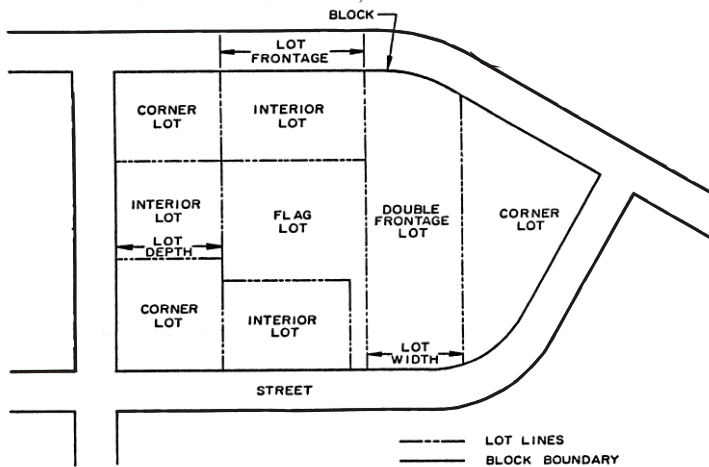 BLOCK
LOT
FRONTAGE
CORNER
LOT
INTERIOR
LOT
INTERIOR
LOT
FLAG
LOT
DOUBLE
FRONTAGE
LOT
CORNER
LOT
LOT
DEPTH
CORNER
LOT
INTERIOR
LOT
LOT
WIDTH
STREET
LOT LINES
BLOCK BOUNDARY